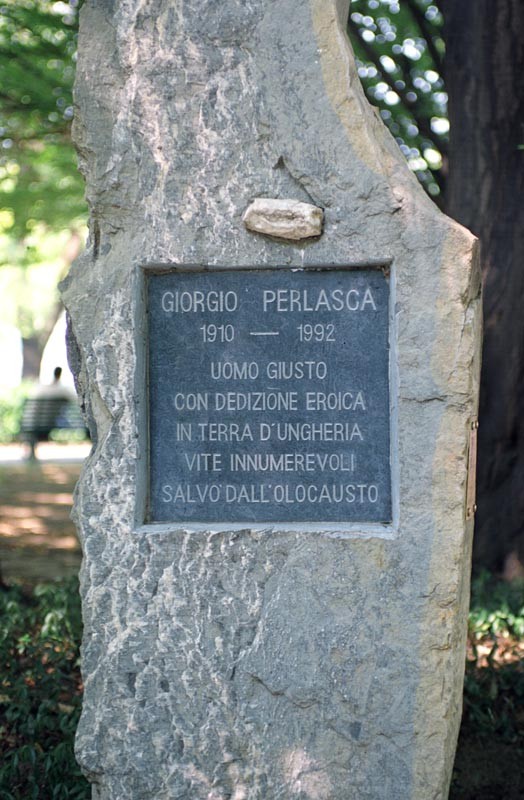 GIORGIO PERLASCA
1910 — 1992
UOMO GIUSTO
CON DEDIZIONE EROICA
IN TERRA D'UNGHERIA
VITE INNUMEREVOLI
SALVO' DALL'OLOCAUSTO